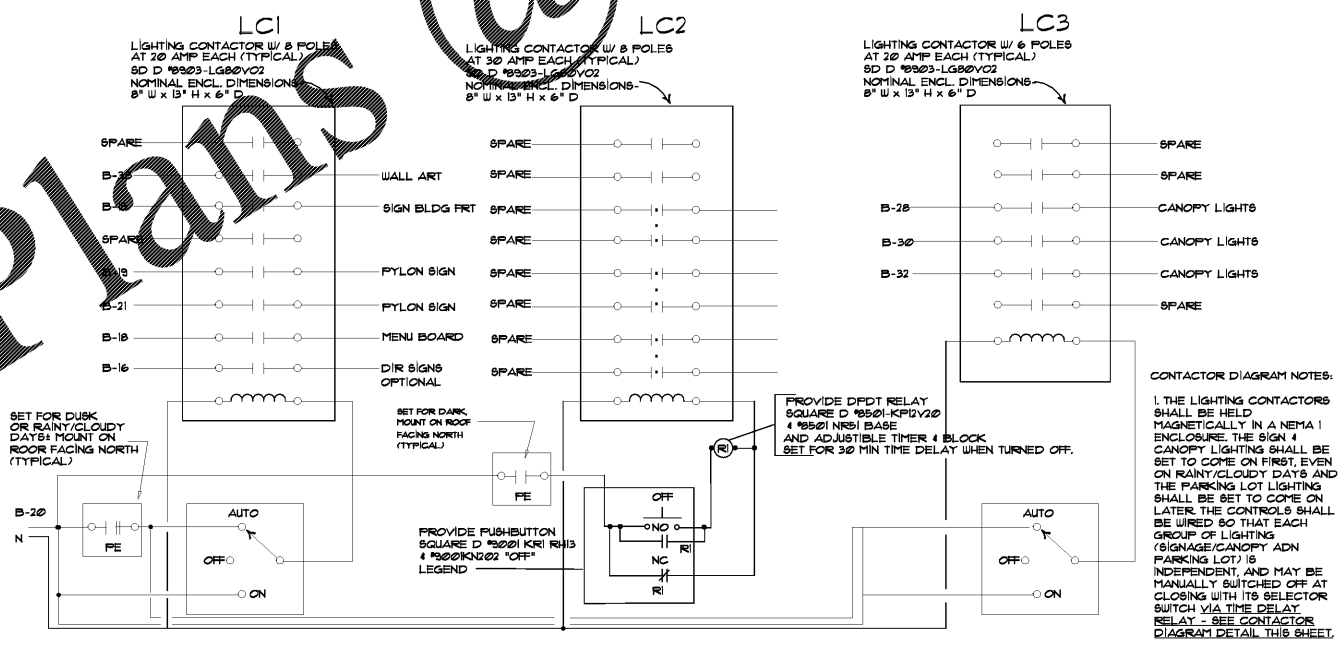 LC1
LIGHTING CONTACTOR W/ 8 POLES
AT 20 AMP EACH (TYPICAL)
SD D #8903-LG80V02
NOMINAL ENCL. DIMENSIONS
8" W x 13" H x 6" D
SPARE
B-33
WALL ART
SIGN BLDG FRT
SPARE
B-19
PYLON SIGN
B-21
PYLON SIGN
B-18
MENU BOARD
B-16
DIR SIGNS
OPTIONAL
LC2
LIGHTING CONTACTOR W/ 8 POLES
AT 30 AMP EACH (TYPICAL)
SD D #8903-LG80V02
NOMINAL ENCL. DIMENSIONS
8" W x 13" H x 6" D
SPARE
SPARE
SPARE
SPARE
SPARE
SPARE
SPARE
SPARE
LC3
LIGHTING CONTACTOR W/ 6 POLES
AT 20 AMP EACH (TYPICAL)
SD D #8903-LG80V02
NOMINAL ENCL. DIMENSIONS
8" W x 13" H x 6" D
SPARE
SPARE
B-28
CANOPY LIGHTS
B-30
CANOPY LIGHTS
B-32
CANOPY LIGHTS
SPARE
SET FOR DUSK
OR RAINY/CLOUDY
DAYS± MOUNT ON
ROOR FACING NORTH
(TYPICAL)
B-20
N
PE
AUTO
OFF
ON
SET FOR DARK,
MOUNT ON ROOF
FACING NORTH
(TYPICAL)
PE
PROVIDE PUSHBUTTON
SQUARE D #9001 KR1 RH13
& #9001KN202 "OFF"
LEGEND
OFF
NO
R1
NC
R1
R1
PROVIDE DPDT RELAY
SQUARE D #8501-KP12V20
& #8501 NR51 BASE
AND ADJUSTIBLE TIMER & BLOCK
SET FOR 30 MIN TIME DELAY WHEN TURNED OFF.
AUTO
OFF
ON
CONTACTOR DIAGRAM NOTES:
1. THE LIGHTING CONTACTORS
SHALL BE HELD
MAGNETICALLY IN A NEMA 1
ENCLOSURE. THE SIGN &
CANOPY LIGHTING SHALL BE
SET TO COME ON FIRST, EVEN
ON RAINY/CLOUDY DAYS AND
THE PARKING LOT LIGHTING
SHALL BE SET TO COME ON
LATER. THE CONTROLS SHALL
BE WIRED SO THAT EACH
GROUP OF LIGHTING
(SIGNAGE/CANOPY ADN
PARKING LOT) IS
INDEPENDENT, AND MAY BE
MANUALLY SWITCHED OFF AT
CLOSING WITH ITS SELECTOR
SWITCH VIA TIME DELAY
RELAY - SEE CONTACTOR
DIAGRAM DETAIL THIS SHEET.
Plans @